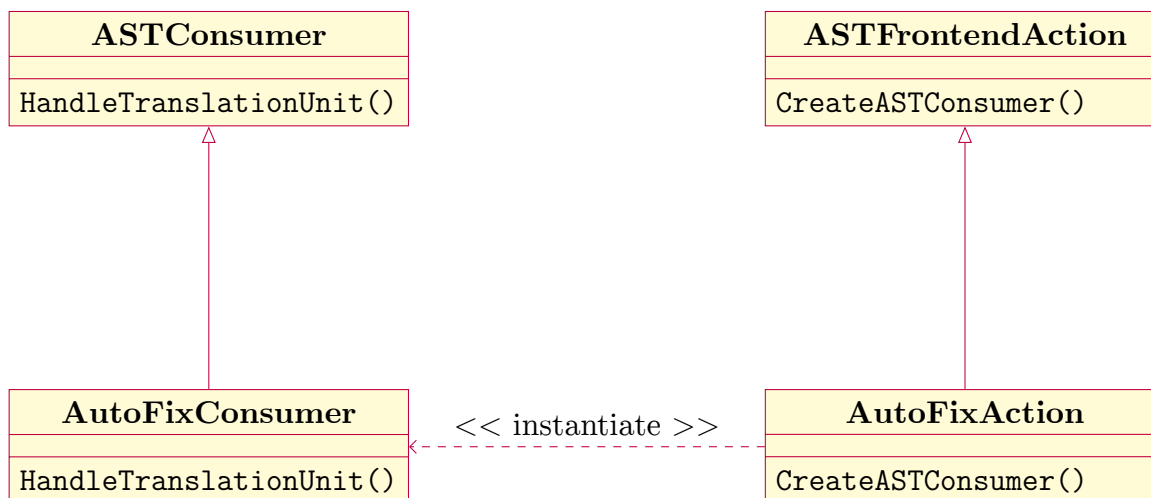 ASTConsumer
HandleTranslationUnit()
ASTFrontendAction
CreateASTConsumer()
AutoFixConsumer
HandleTranslationUnit()
<< instantiate >>
AutoFixAction
CreateASTConsumer()